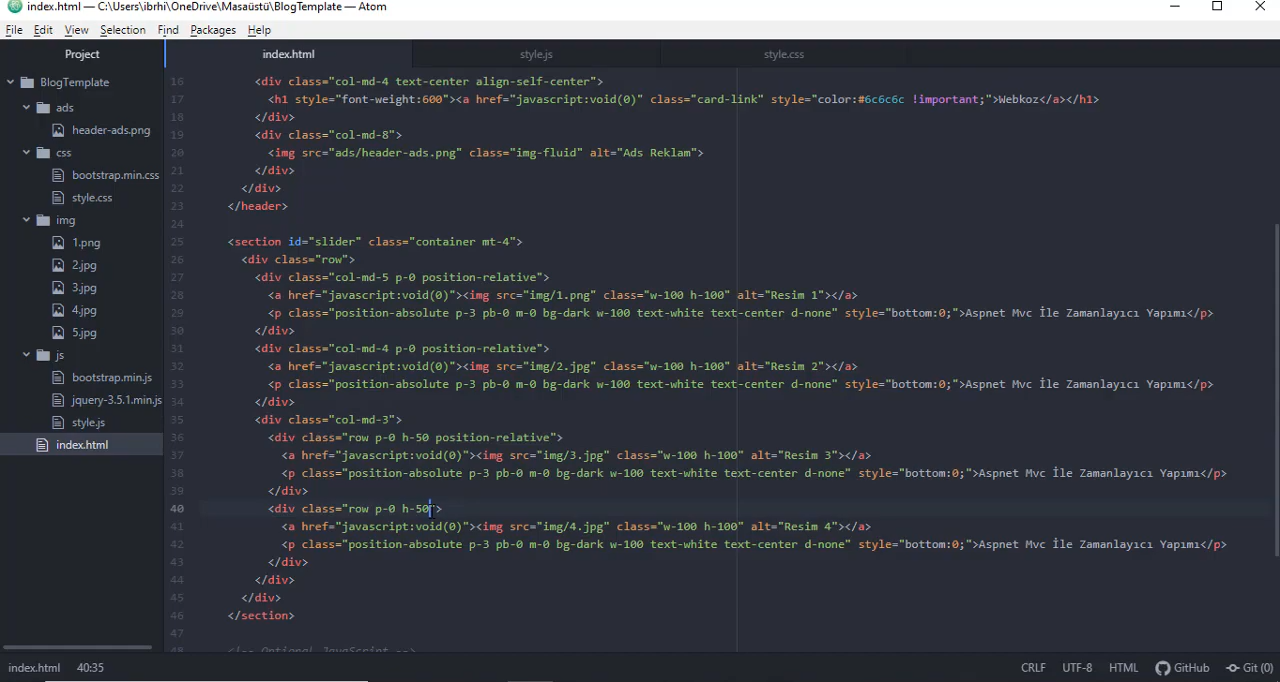 index.html — C:\Users\ibrhi\OneDrive\Masaüstü\BlogTemplate — Atom
File Edit View Selection Find Packages Help
Project
index.html
style.js
style.css
BlogTemplate
ads
header-ads.png
css
bootstrap.min.css
style.css
img
1.png
2.jpg
3.jpg
4.jpg
5.jpg
js
bootstrap.min.js
jquery-3.5.1.min.js
style.js
index.html
16 <div class="col-md-4 text-center align-self-center">
17 <h1 style="font-weight:600"><a href="javascript:void(0)" class="card-link" style="color:#6c6c6c !important;">Webkoz</a></h1>
18 </div>
19 <div class="col-md-8">
20 <img src="ads/header-ads.png" class="img-fluid" alt="Ads Reklam">
21 </div>
22 </div>
23 </header>
24
25 <section id="slider" class="container mt-4">
26 <div class="row">
27 <div class="col-md-5 p-0 position-relative">
28 <a href="javascript:void(0)"><img src="img/1.png" class="w-100 h-100" alt="Resim 1"></a>
29 <p class="position-absolute p-3 pb-0 m-0 bg-dark w-100 text-white text-center d-none" style="bottom:0;">Aspnet Mvc İle Zamanlayıcı Yapımı</p>
30 </div>
31 <div class="col-md-4 p-0 position-relative">
32 <a href="javascript:void(0)"><img src="img/2.jpg" class="w-100 h-100" alt="Resim 2"></a>
33 <p class="position-absolute p-3 pb-0 m-0 bg-dark w-100 text-white text-center d-none" style="bottom:0;">Aspnet Mvc İle Zamanlayıcı Yapımı</p>
34 </div>
35 <div class="col-md-3">
36 <div class="row p-0 h-50 position-relative">
37 <a href="javascript:void(0)"><img src="img/3.jpg" class="w-100 h-100" alt="Resim 3"></a>
38 <p class="position-absolute p-3 pb-0 m-0 bg-dark w-100 text-white text-center d-none" style="bottom:0;">Aspnet Mvc İle Zamanlayıcı Yapımı</p>
39 </div>
40 <div class="row p-0 h-50">
41 <a href="javascript:void(0)"><img src="img/4.jpg" class="w-100 h-100" alt="Resim 4"></a>
42 <p class="position-absolute p-3 pb-0 m-0 bg-dark w-100 text-white text-center d-none" style="bottom:0;">Aspnet Mvc İle Zamanlayıcı Yapımı</p>
43 </div>
44 </div>
45 </div>
46 </section>
47
48 <!-- Optional JavaScript -->
index.html 40:35 CRLF UTF-8 HTML GitHub Git (0)